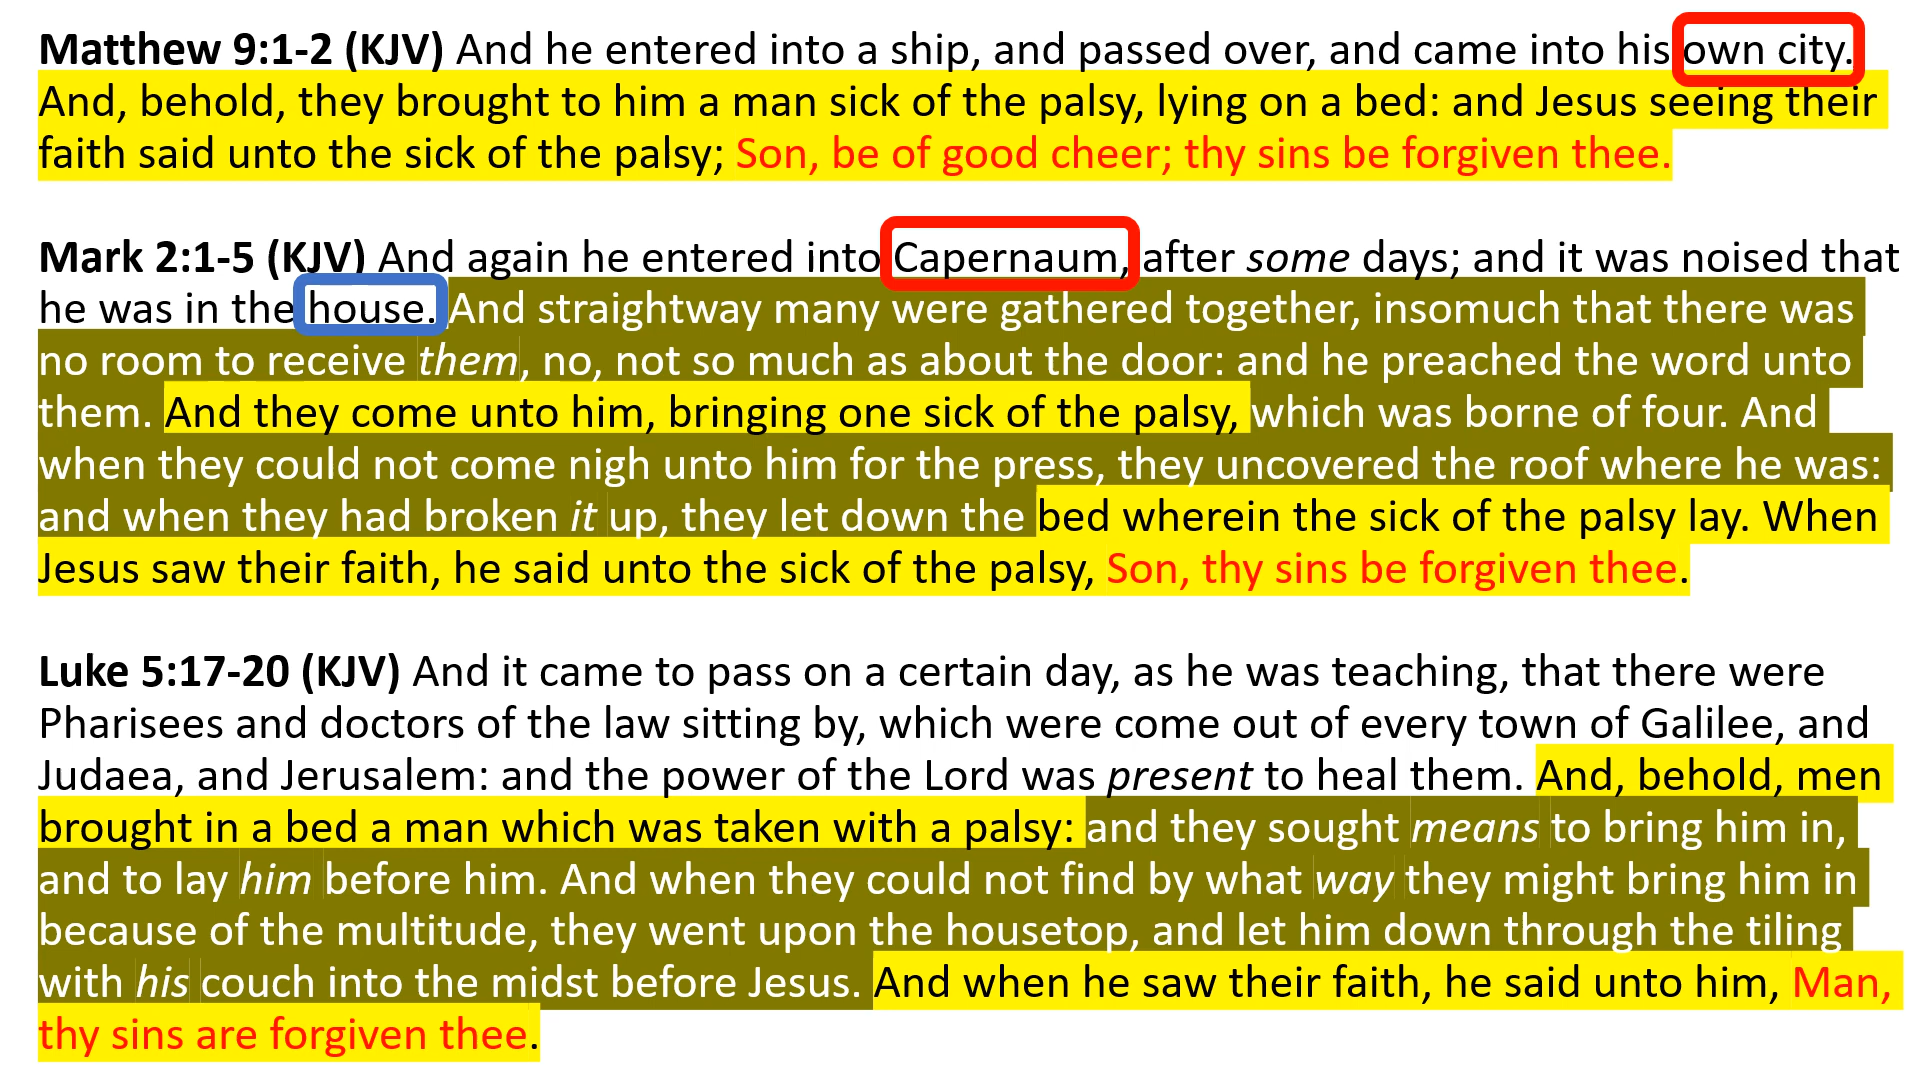 Matthew 9:1-2 (KJV) And he entered into a ship, and passed over, and came into his own city.
And, behold, they brought to him a man sick of the palsy, lying on a bed: and Jesus seeing their
faith said unto the sick of the palsy; Son, be of good cheer; thy sins be forgiven thee.
Mark 2:1-5 (KJV) And again he entered into Capernaum, after some days; and it was noised that
he was in the house. And straightway many were gathered together, insomuch that there was
no room to receive them, no, not so much as about the door: and he preached the word unto
them. And they come unto him, bringing one sick of the palsy, which was borne of four. And
when they could not come nigh unto him for the press, they uncovered the roof where he was:
and when they had broken it up, they let down the bed wherein the sick of the palsy lay. When
Jesus saw their faith, he said unto the sick of the palsy, Son, thy sins be forgiven thee.
Luke 5:17-20 (KJV) And it came to pass on a certain day, as he was teaching, that there were
Pharisees and doctors of the law sitting by, which were come out of every town of Galilee, and
Judaea, and Jerusalem: and the power of the Lord was present to heal them. And, behold, men
brought in a bed a man which was taken with a palsy: and they sought means to bring him in,
and to lay him before him. And when they could not find by what way they might bring him in
because of the multitude, they went upon the housetop, and let him down through the tiling
with his couch into the midst before Jesus. And when he saw their faith, he said unto him, Man,
thy sins are forgiven thee.